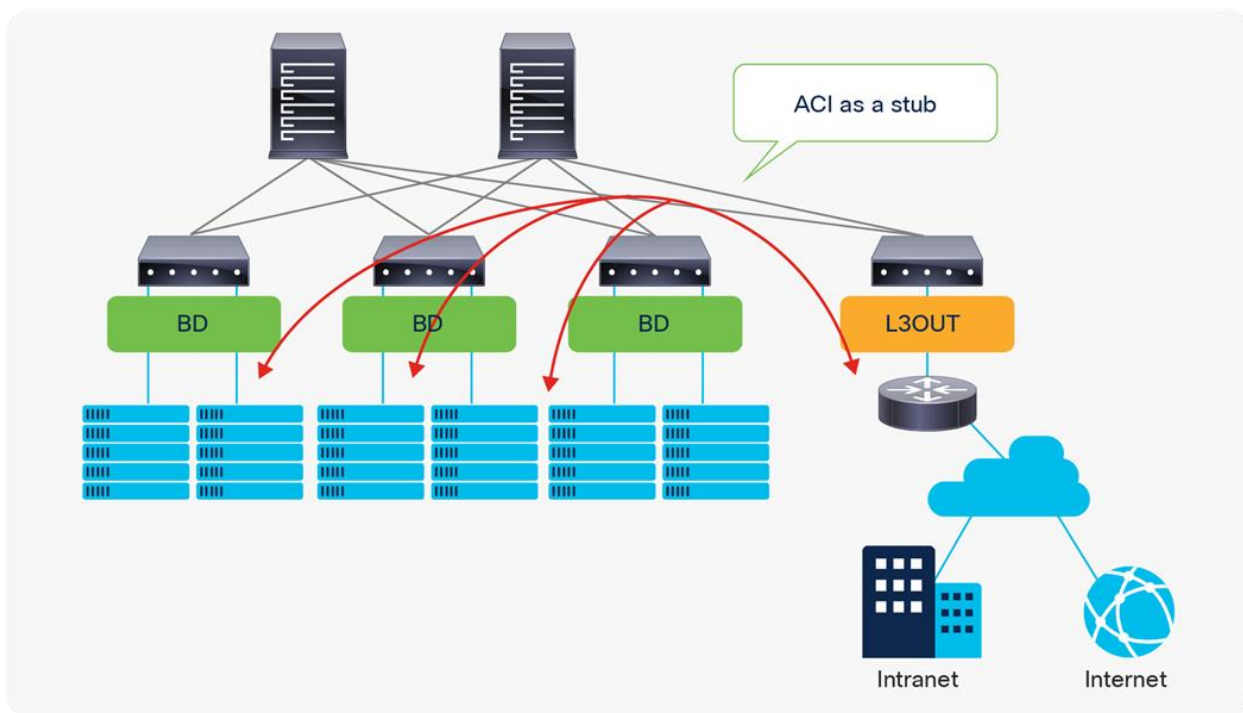 ACI as a stub
BD
BD
BD
L3OUT
Intranet
Internet